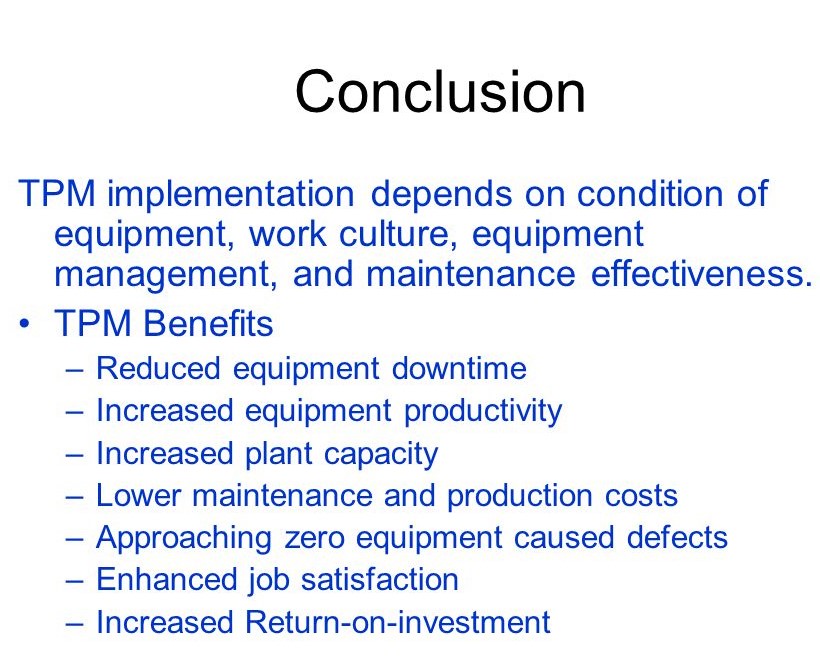 Conclusion
TPM implementation depends on condition of
equipment, work culture, equipment
management, and maintenance effectiveness.
• TPM Benefits
– Reduced equipment downtime
– Increased equipment productivity
– Increased plant capacity
– Lower maintenance and production costs
– Approaching zero equipment caused defects
– Enhanced job satisfaction
– Increased Return-on-investment